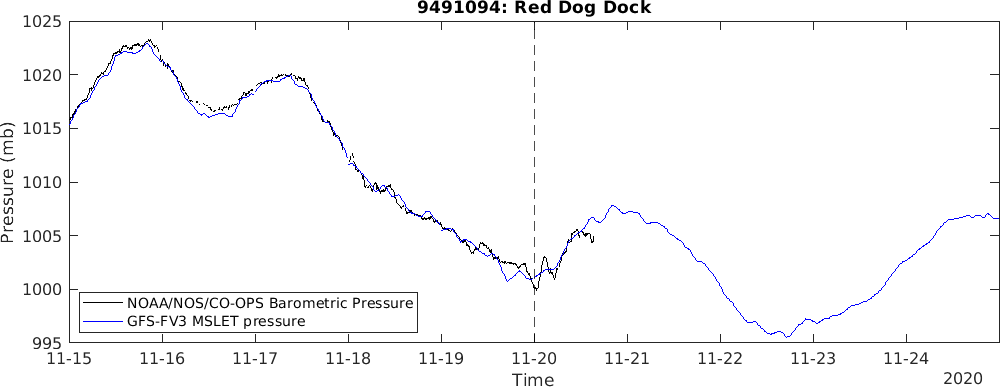 9491094: Red Dog Dock
1025
1020
1015
1010
1005
1000
995
Pressure (mb)
NOAA/NOS/CO-OPS Barometric Pressure
GFS-FV3 MSLET pressure
11-15 11-16 11-17 11-18 11-19 11-20 11-21 11-22 11-23 11-24
Time
2020